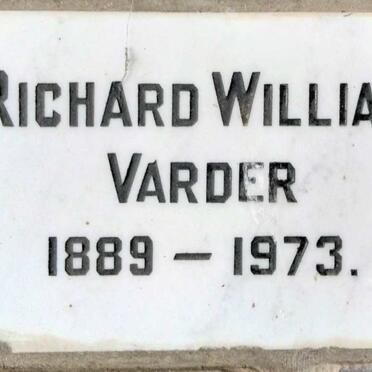 RICHARD WILLIA
VARDER
1889 — 1973.